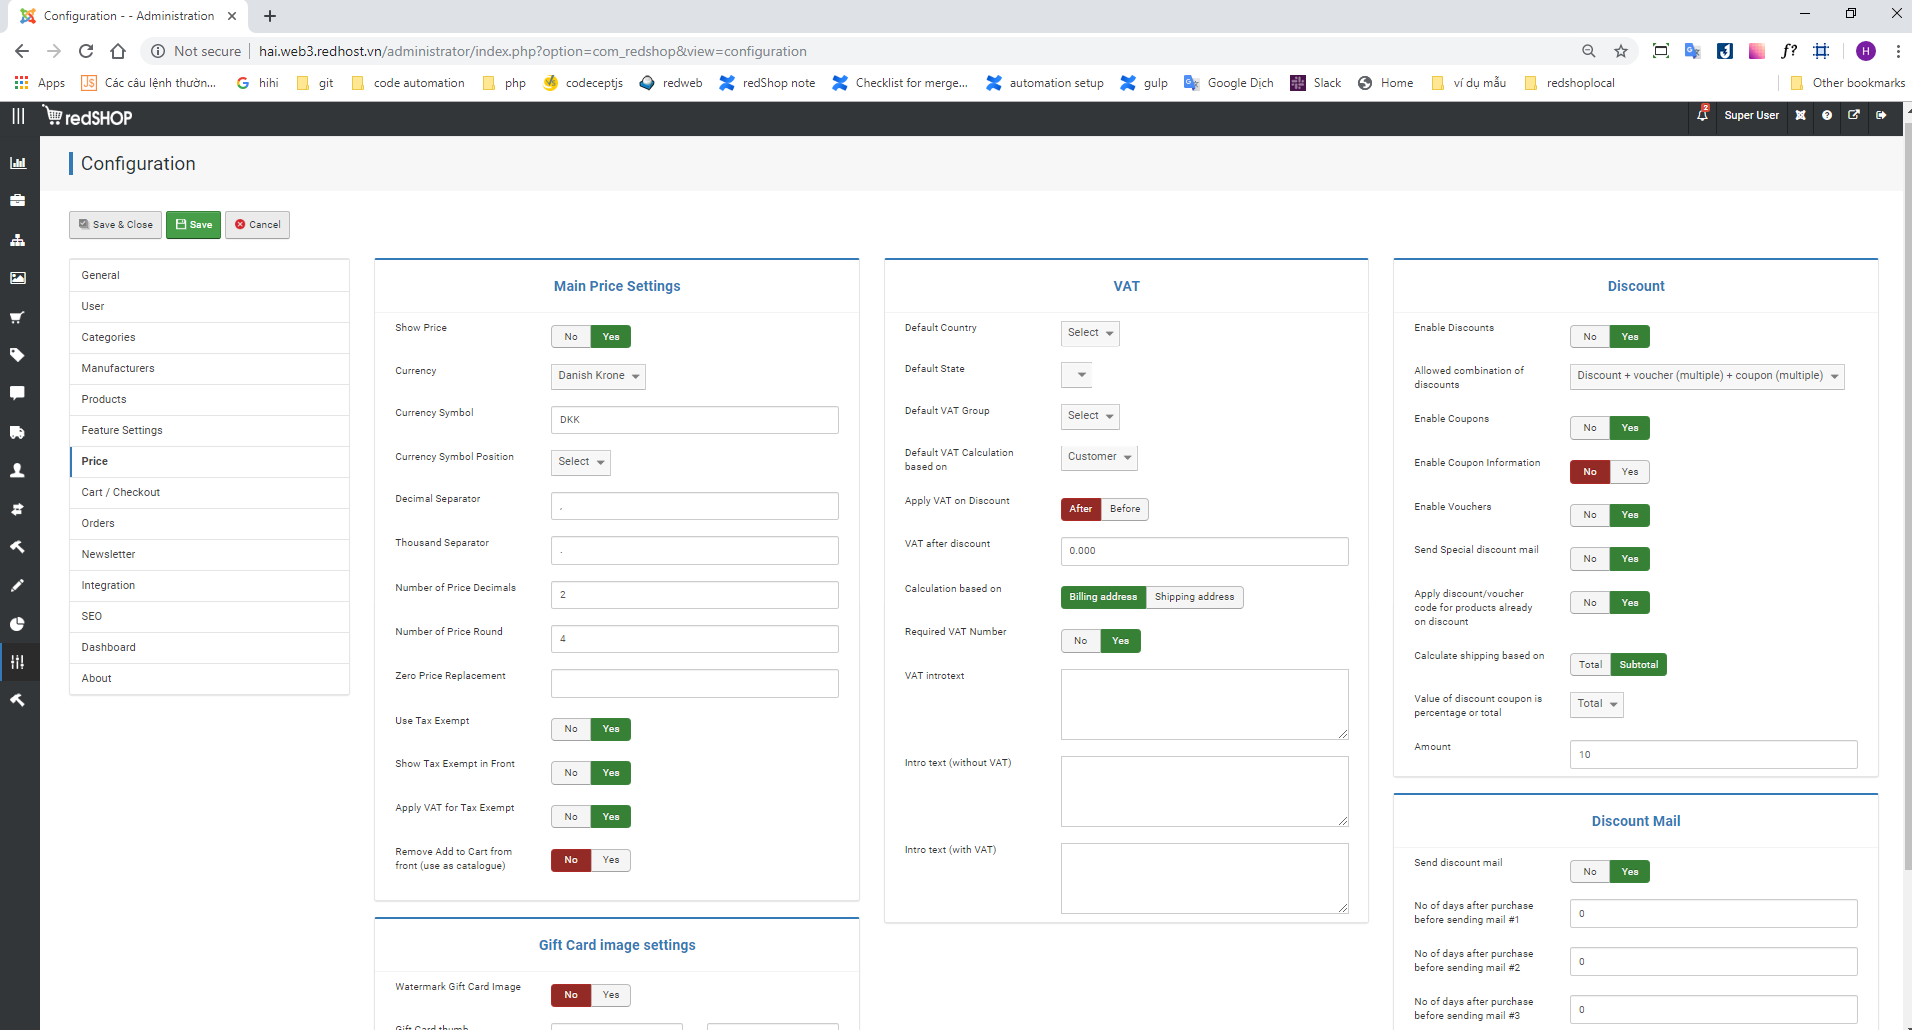 Configuration - - Administration
Not secure
hai.web3.redhost.vn/administrator/index.php?option=com_redshop&view=configuration
f?
H
Apps
JS
Các câu lệnh thườn...
G
hihi
git
code automation
php
codeceptjs
redweb
redShop note
Checklist for merge...
automation setup
gulp
Google Dịch
Slack
Home
ví dụ mẫu
redshoplocal
Other bookmarks
redSHOP
2
Super User
Configuration
Save & Close
Save
Cancel
General
User
Categories
Manufacturers
Products
Feature Settings
Price
Cart / Checkout
Orders
Newsletter
Integration
SEO
Dashboard
About
Main Price Settings
Show Price
No Yes
Currency
Danish Krone
Currency Symbol
DKK
Currency Symbol Position
Select
Decimal Separator
.
Thousand Separator
.
Number of Price Decimals
2
Number of Price Round
4
Zero Price Replacement
Use Tax Exempt
No Yes
Show Tax Exempt in Front
No Yes
Apply VAT for Tax Exempt
No Yes
Remove Add to Cart from
front (use as catalogue)
No Yes
Gift Card image settings
Watermark Gift Card Image
No Yes
Gift Card thumb
VAT
Default Country
Select
Default State
Default VAT Group
Select
Default VAT Calculation
based on
Customer
Apply VAT on Discount
After Before
VAT after discount
0.000
Calculation based on
Billing address Shipping address
Required VAT Number
No Yes
VAT introtext
Intro text (without VAT)
Intro text (with VAT)
Discount
Enable Discounts
No Yes
Allowed combination of
discounts
Discount + voucher (multiple) + coupon (multiple)
Enable Coupons
No Yes
Enable Coupon Information
No Yes
Enable Vouchers
No Yes
Send Special discount mail
No Yes
Apply discount/voucher
code for products already
on discount
No Yes
Calculate shipping based on
Total Subtotal
Value of discount coupon is
percentage or total
Total
Amount
10
Discount Mail
Send discount mail
No Yes
No of days after purchase
before sending mail #1
0
No of days after purchase
before sending mail #2
0
No of days after purchase
before sending mail #3
0